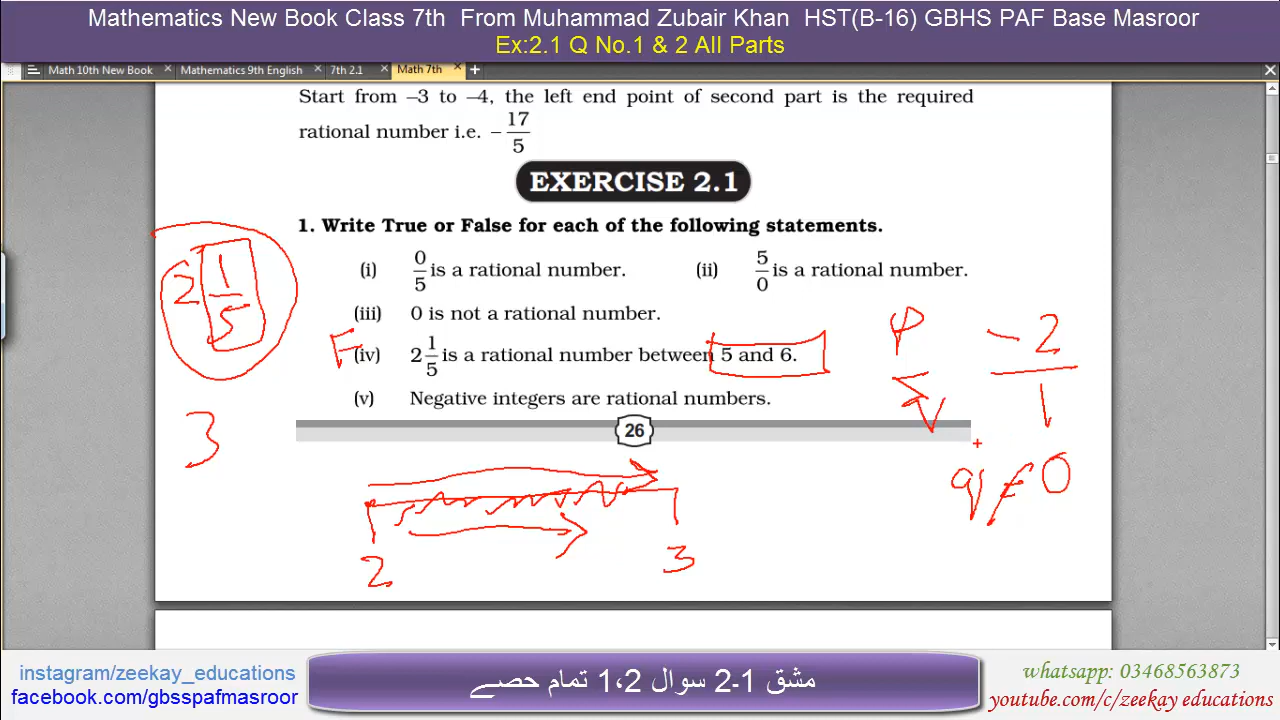 Mathematics New Book Class 7th From Muhammad Zubair Khan HST(B-16) GBHS PAF Base Masroor
Ex:2.1 Q No.1 & 2 All Parts
Math 10th New Book × Mathematics 9th English × 7th 2.1 × Math 7th × +
Start from –3 to –4, the left end point of second part is the required
rational number i.e. – 17/5
EXERCISE 2.1
1. Write True or False for each of the following statements.
(i) 0/5 is a rational number. (ii) 5/0 is a rational number.
(iii) 0 is not a rational number.
2 1/5
F (iv) 2 1/5 is a rational number between 5 and 6.
P
-2/1
(v) Negative integers are rational numbers.
3
26
q ≠ 0
2 3
instagram/zeekay_educations
facebook.com/gbsspafmasroor
مشق 1-2 سوال 1،2 تمام حصے
whatsapp: 03468563873
youtube.com/c/zeekay educations